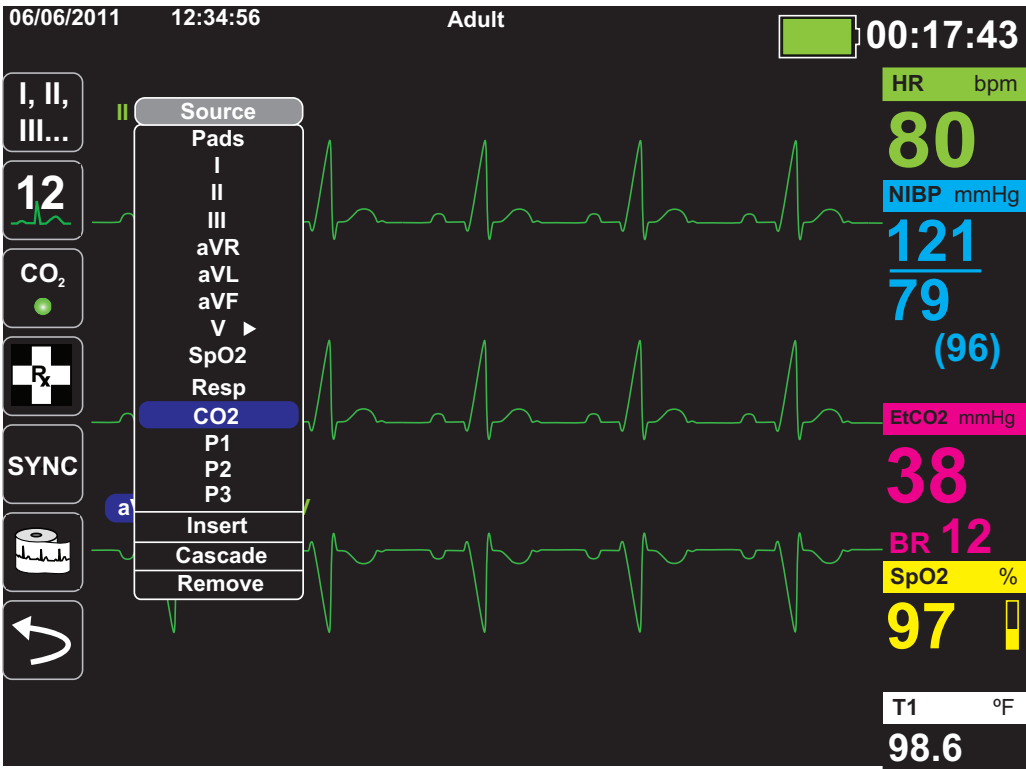 06/06/2011 12:34:56 Adult 00:17:43
I, II,
III...
12
CO₂
Rx
SYNC
II
Source
Pads
I
II
III
aVR
aVL
aVF
V ▶
SpO2
Resp
CO2
P1
P2
P3
Insert
Cascade
Remove
HR bpm
80
NIBP mmHg
121
79
(96)
EtCO2 mmHg
38
BR 12
SpO2 %
97
T1 ºF
98.6